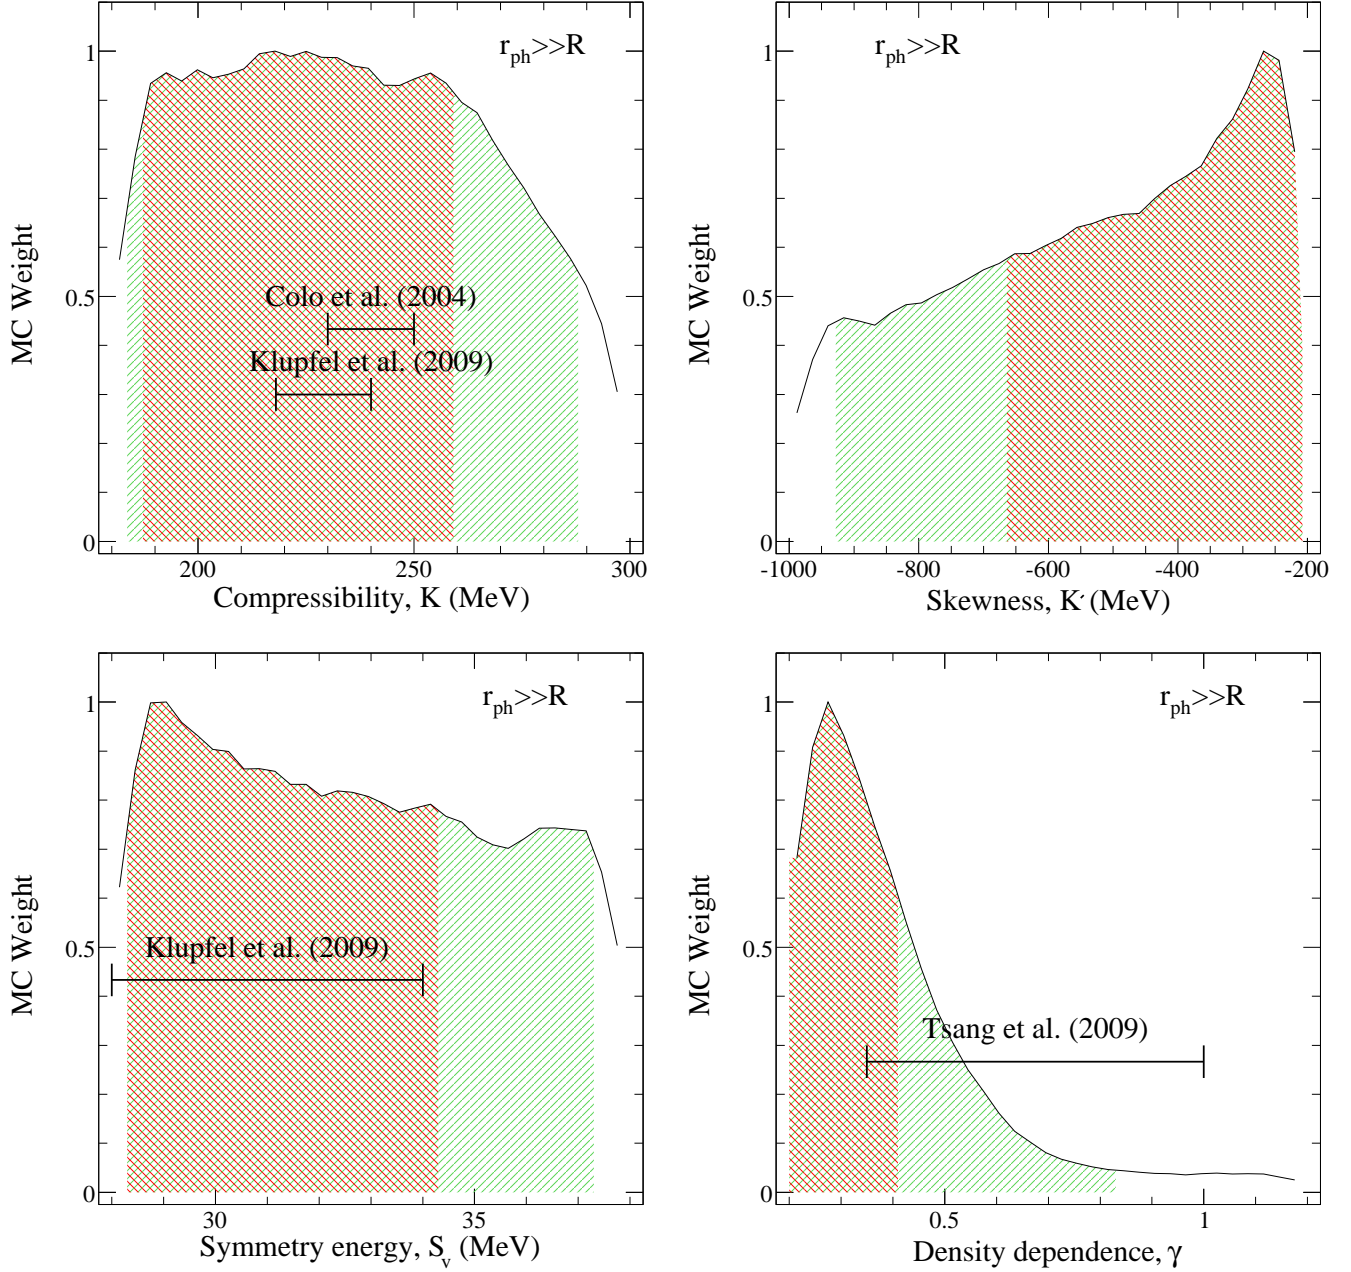 r_ph>>R
1
0.5
0
MC Weight
Colo et al. (2004)
Klupfel et al. (2009)
200
250
300
Compressibility, K (MeV)
r_ph>>R
1
0.5
0
MC Weight
-1000
-800
-600
-400
-200
Skewness, K´ (MeV)
r_ph>>R
1
0.5
0
MC Weight
Klupfel et al. (2009)
30
35
Symmetry energy, S_v (MeV)
r_ph>>R
1
0.5
0
MC Weight
Tsang et al. (2009)
0.5
1
Density dependence, γ